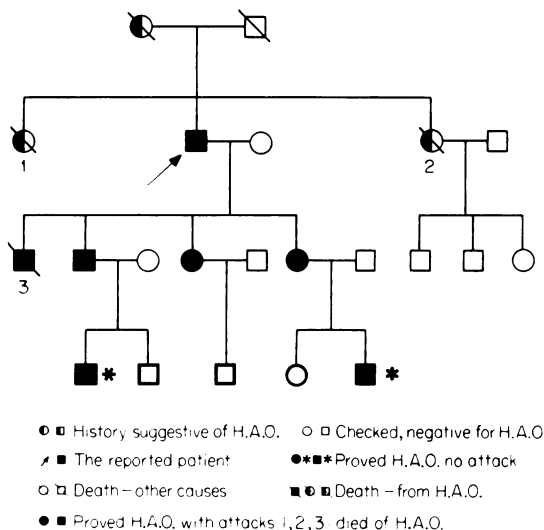 1
2
3
*
*
History suggestive of H.A.O.
Checked, negative for H.A.O
The reported patient
Proved H.A.O. no attack
Death – other causes
Death – from H.A.O.
Proved H.A.O. with attacks 1,2,3 died of H.A.O.